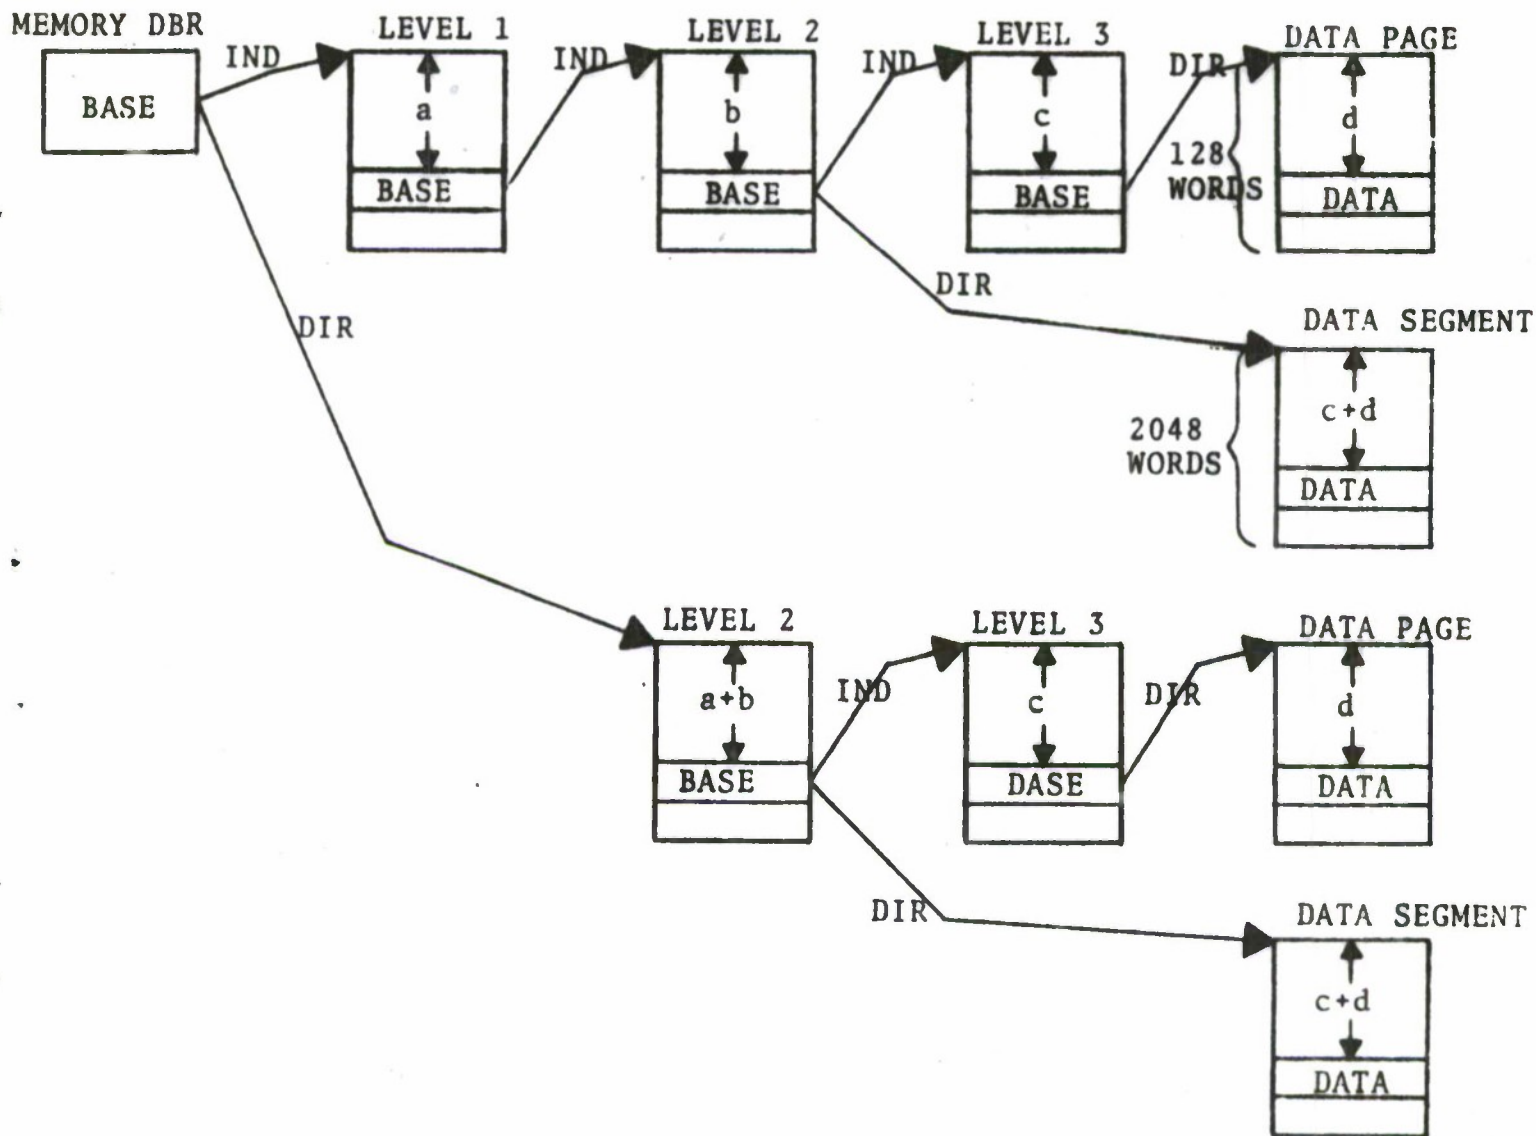 MEMORY DBR
BASE
IND
LEVEL 1
a
BASE
IND
LEVEL 2
b
BASE
IND
LEVEL 3
c
BASE
DIR
128
WORDS
DATA PAGE
d
DATA
DIR
DATA SEGMENT
2048
WORDS
c+d
DATA
DIR
LEVEL 2
a+b
BASE
IND
LEVEL 3
c
DASE
DIR
DATA PAGE
d
DATA
DIR
DATA SEGMENT
c+d
DATA